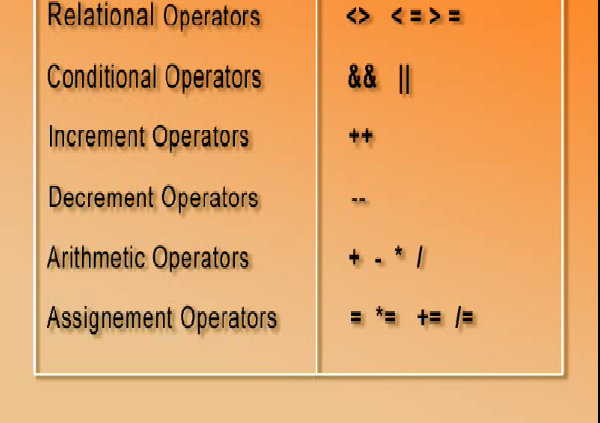 Relational Operators <> <=>=
Conditional Operators && ||
Increment Operators ++
Decrement Operators --
Arithmetic Operators + - * /
Assignement Operators = *= += /=